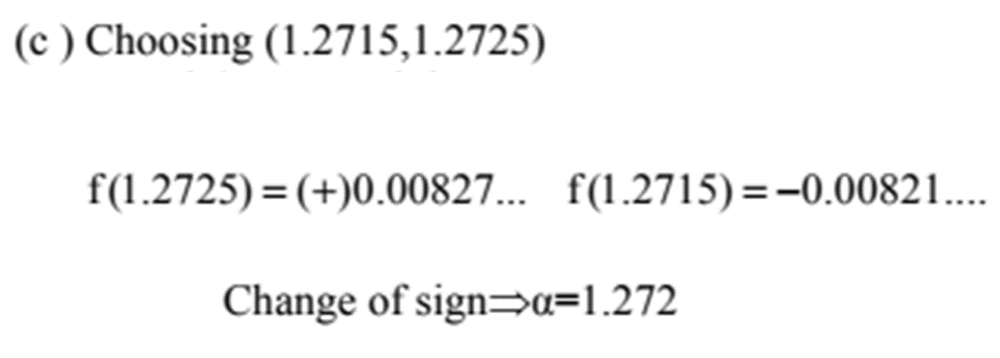 (c ) Choosing (1.2715,1.2725)
f(1.2725) = (+)0.00827... f(1.2715) = −0.00821....
Change of sign⇒α=1.272